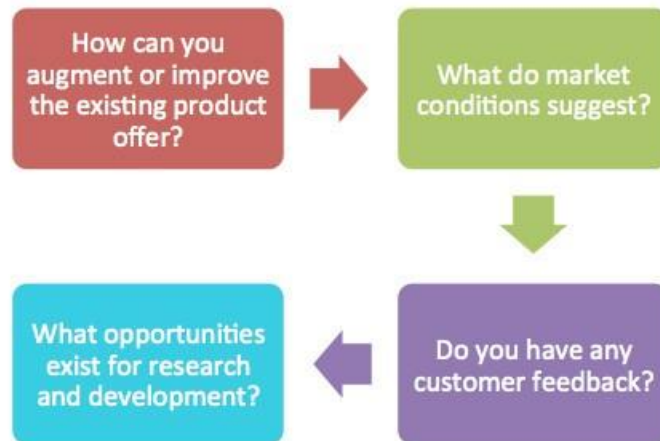 How can you
augment or improve
the existing product
offer?
What do market
conditions suggest?
Do you have any
customer feedback?
What opportunities
exist for research
and development?